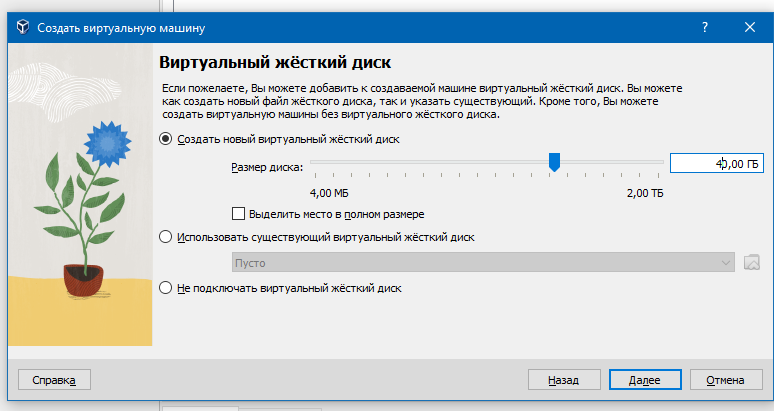 Создать виртуальную машину
Виртуальный жёсткий диск
Если пожелаете, Вы можете добавить к создаваемой машине виртуальный жёсткий диск. Вы можете
как создать новый файл жёсткого диска, так и указать существующий. Кроме того, Вы можете
создать виртуальную машины без виртуального жёсткого диска.
Создать новый виртуальный жёсткий диск
Размер диска: 40,00 ГБ
4,00 МБ 2,00 ТБ
Выделить место в полном размере
Использовать существующий виртуальный жёсткий диск
Пусто
Не подключать виртуальный жёсткий диск
Справка Назад Далее Отмена